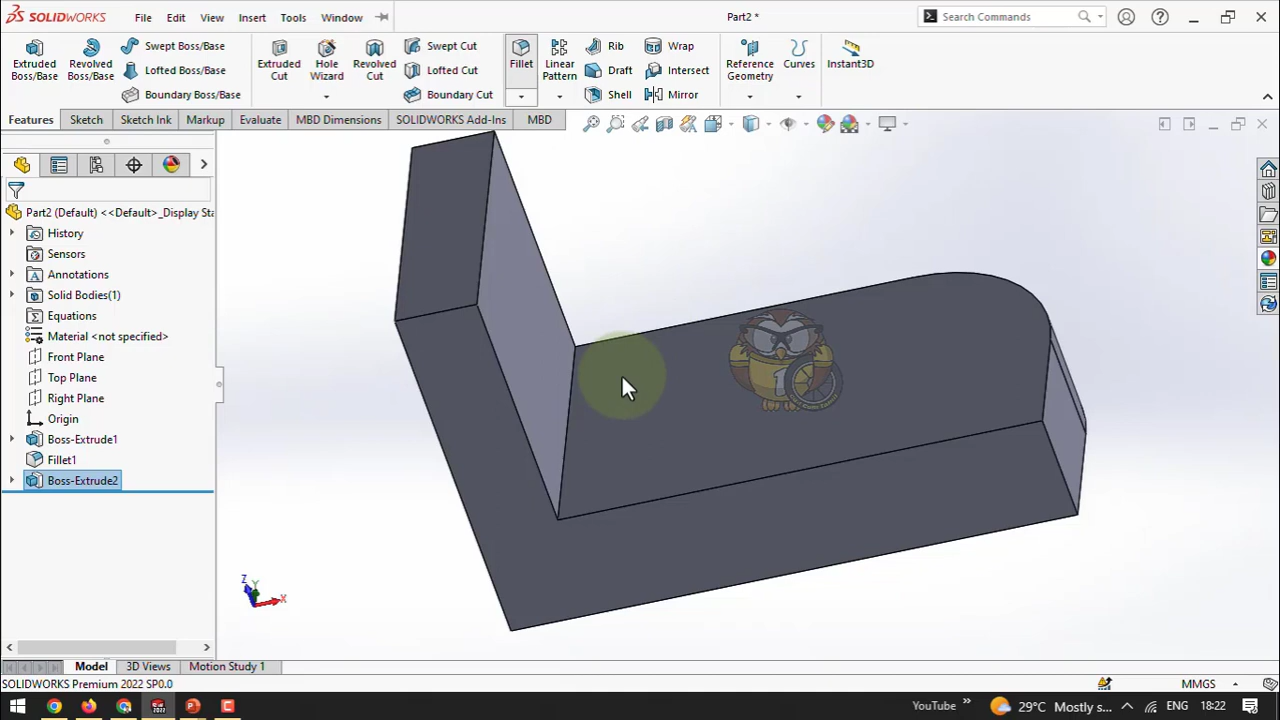 SOLIDWORKS File Edit View Insert Tools Window Part2 * Search Commands
Extruded Boss/Base
Revolved Boss/Base
Swept Boss/Base
Lofted Boss/Base
Boundary Boss/Base
Extruded Cut
Hole Wizard
Revolved Cut
Swept Cut
Lofted Cut
Boundary Cut
Fillet
Linear Pattern
Rib
Draft
Shell
Wrap
Intersect
Mirror
Reference Geometry
Curves
Instant3D
Features Sketch Sketch Ink Markup Evaluate MBD Dimensions SOLIDWORKS Add-Ins MBD
Part2 (Default) <<Default>_Display Sta
History
Sensors
Annotations
Solid Bodies(1)
Equations
Material <not specified>
Front Plane
Top Plane
Right Plane
Origin
Boss-Extrude1
Fillet1
Boss-Extrude2
Z Y X
Model 3D Views Motion Study 1
SOLIDWORKS Premium 2022 SP0.0 MMGS
YouTube » 29°C Mostly s... ENG 18:22